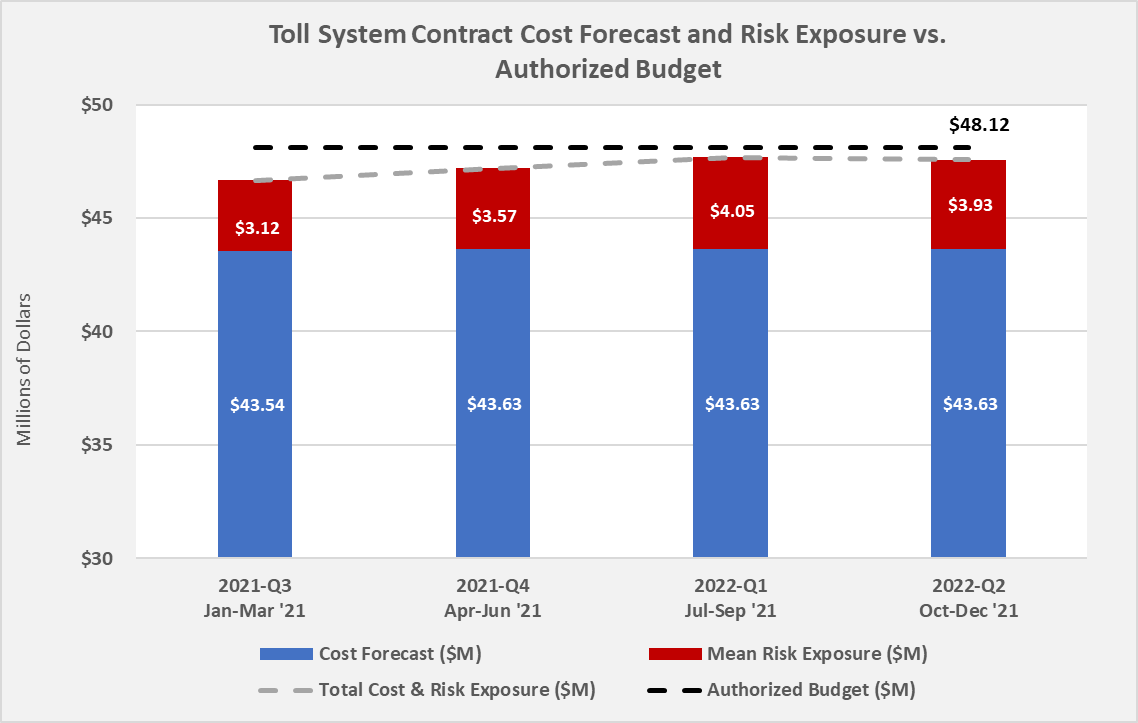 Toll System Contract Cost Forecast and Risk Exposure vs.
Authorized Budget
Millions of Dollars
$50
$45
$40
$35
$30
$48.12
$3.12
$3.57
$4.05
$3.93
$43.54
$43.63
$43.63
$43.63
2021-Q3
Jan-Mar '21
2021-Q4
Apr-Jun '21
2022-Q1
Jul-Sep '21
2022-Q2
Oct-Dec '21
Cost Forecast ($M)
Mean Risk Exposure ($M)
Total Cost & Risk Exposure ($M)
Authorized Budget ($M)